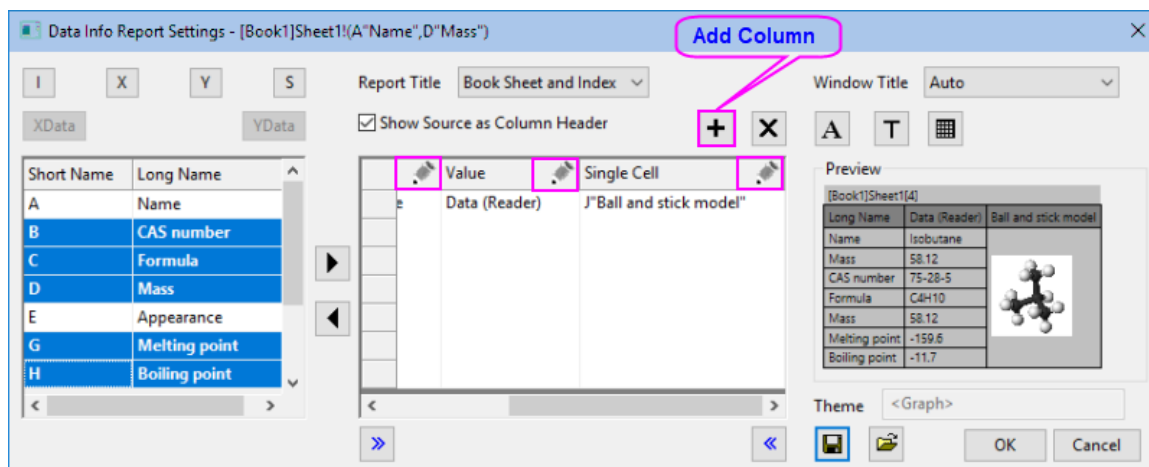 Data Info Report Settings - [Book1]Sheet1!(A"Name",D"Mass")
Add Column
I X Y S
XData YData
Short Name Long Name
A Name
B CAS number
C Formula
D Mass
E Appearance
G Melting point
H Boiling point
Report Title Book Sheet and Index
Show Source as Column Header
Value Single Cell
e Data (Reader) J"Ball and stick model"
Window Title Auto
A T
Preview
[Book1]Sheet1[4]
Long Name Data (Reader) Ball and stick model
Name Isobutane
Mass 58.12
CAS number 75-28-5
Formula C4H10
Mass 58.12
Melting point -159.6
Boiling point -11.7
Theme <Graph>
OK Cancel